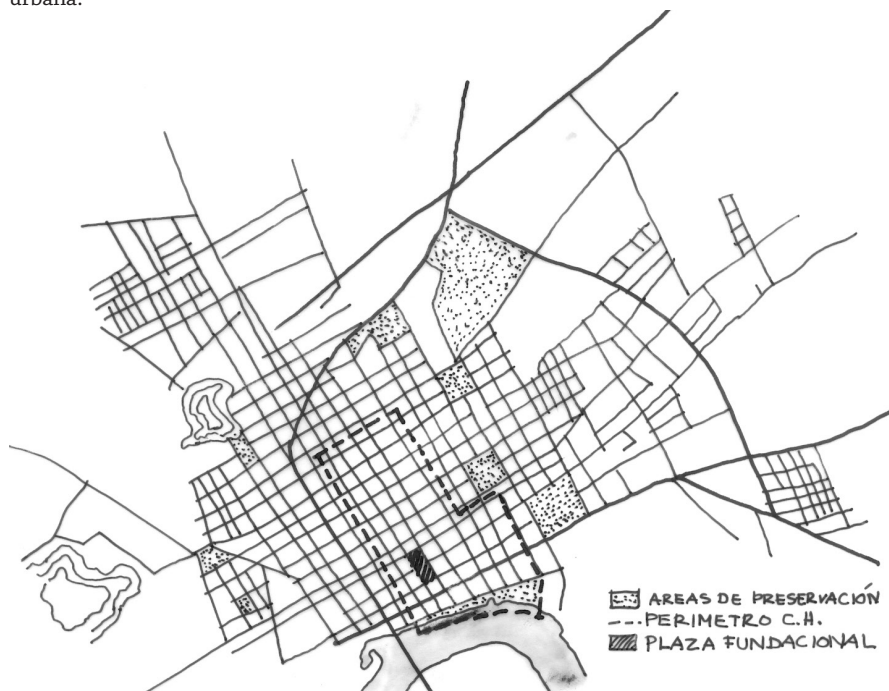 urbana.
AREAS DE PRESERVACIÓN
PERIMETRO C.H.
PLAZA FUNDACIONAL